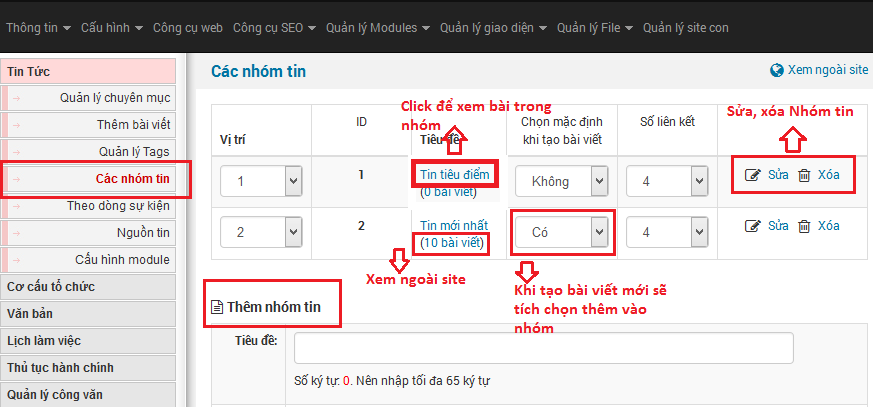 Thông tin Cấu hình Công cụ web Công cụ SEO Quản lý Modules Quản lý giao diện Quản lý File Quản lý site con
Tin Tức
Quản lý chuyên mục
Thêm bài viết
Quản lý Tags
Các nhóm tin
Theo dòng sự kiện
Nguồn tin
Cấu hình module
Cơ cấu tổ chức
Văn bản
Lịch làm việc
Thủ tục hành chính
Quản lý công văn
Các nhóm tin
Xem ngoài site
Click để xem bài trong
nhóm
Sửa, xóa Nhóm tin
Vị trí
ID
Tiêu đề
Chọn mặc định
khi tạo bài viết
Số liên kết
1
1
Tin tiêu điểm
(0 bài viết)
Không
4
Sửa Xóa
2
2
Tin mới nhất
(10 bài viết)
Có
4
Sửa Xóa
Xem ngoài site
Khi tạo bài viết mới sẽ
tích chọn thêm vào
nhóm
Thêm nhóm tin
Tiêu đề:
Số ký tự: 0. Nên nhập tối đa 65 ký tự